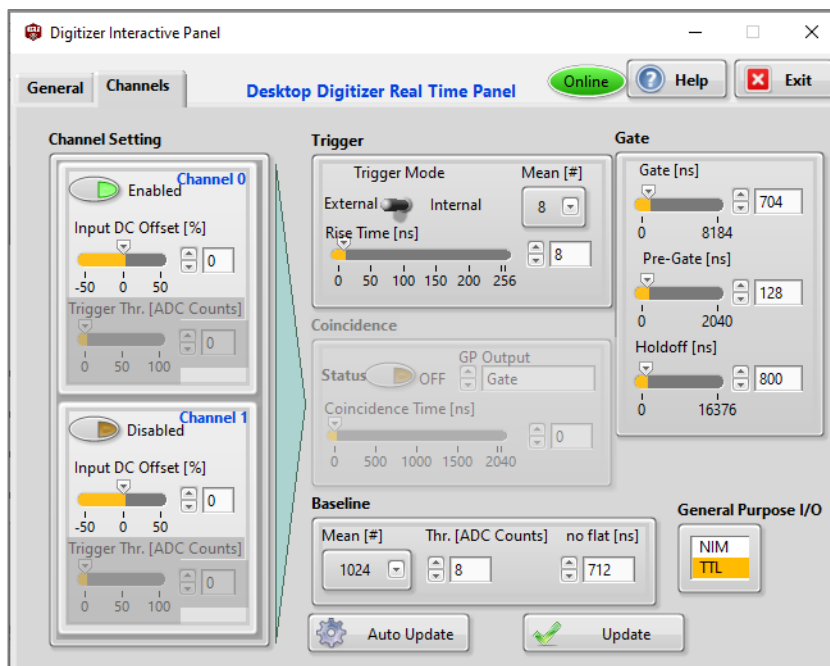 Digitizer Interactive Panel
General
Channels
Desktop Digitizer Real Time Panel
Online
Help
Exit
Channel Setting
Channel 0
Enabled
Input DC Offset [%]
0
-50 0 50
Trigger Thr. [ADC Counts]
0
0 50 100
Channel 1
Disabled
Input DC Offset [%]
0
-50 0 50
Trigger Thr. [ADC Counts]
0
0 50 100
Trigger
Trigger Mode
Mean [#]
External
Internal
8
Rise Time [ns]
8
0 50 100 150 200 256
Coincidence
Status
OFF
GP Output
Gate
Coincidence Time [ns]
0
0 500 1000 1500 2040
Baseline
Mean [#]
Thr. [ADC Counts]
no flat [ns]
1024
8
712
Auto Update
Update
Gate
Gate [ns]
704
0 8184
Pre-Gate [ns]
128
0 2040
Holdoff [ns]
800
0 16376
General Purpose I/O
NIM
TTL